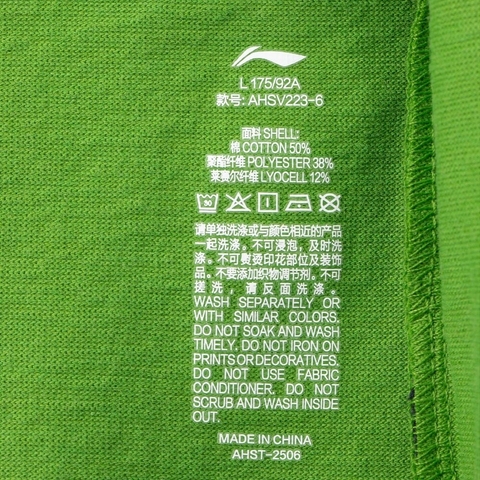 L 175/92A
款号: AHSV223-6
面料 SHELL:
棉 COTTON 50%
聚酯纤维 POLYESTER 38%
莱赛尔纤维 LYOCELL 12%
30
请单独洗涤或与颜色相近的产品
一起洗涤。不可浸泡，及时洗
涤。不可熨烫印花部位及装饰
品。不要添加织物调节剂。不可
搓洗，请反面洗涤。
WASH SEPARATELY OR
WITH SIMILAR COLORS.
DO NOT SOAK AND WASH
TIMELY. DO NOT IRON ON
PRINTS OR DECORATIVES.
DO NOT USE FABRIC
CONDITIONER. DO NOT
SCRUB AND WASH INSIDE
OUT.
MADE IN CHINA
AHST-2506